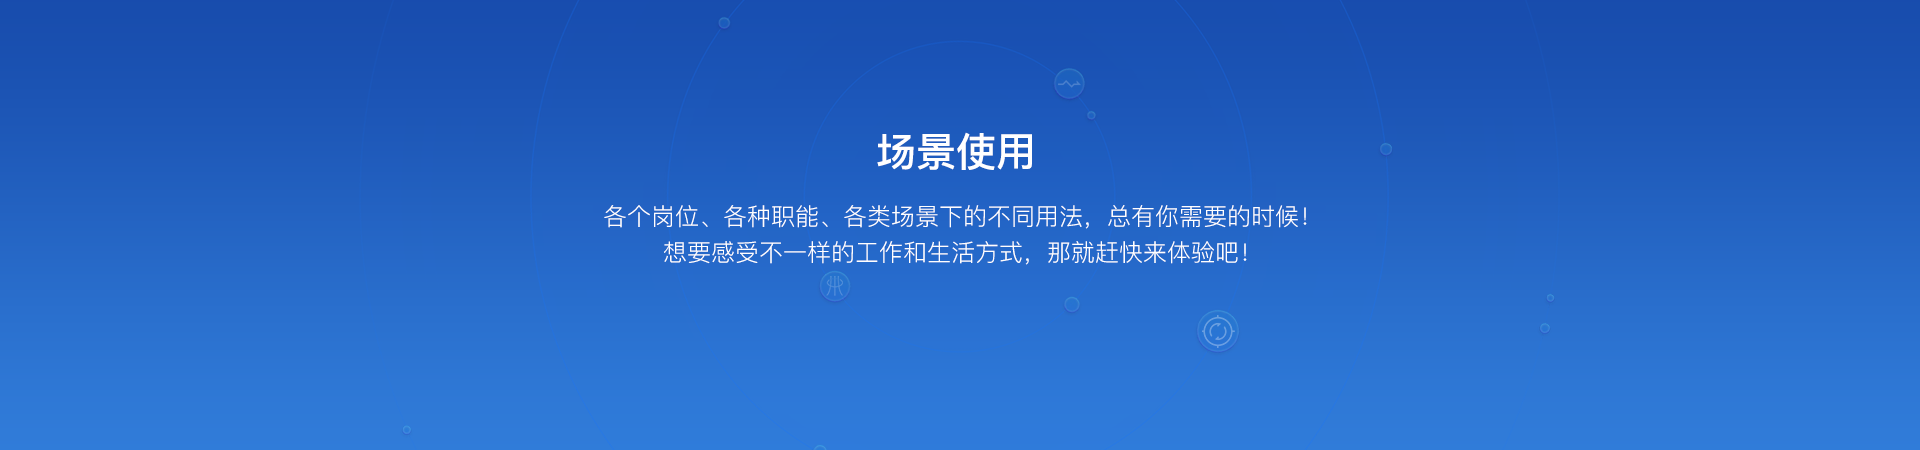 场景使用
各个岗位、各种职能、各类场景下的不同用法，总有你需要的时候！
想要感受不一样的工作和生活方式，那就赶快来体验吧！